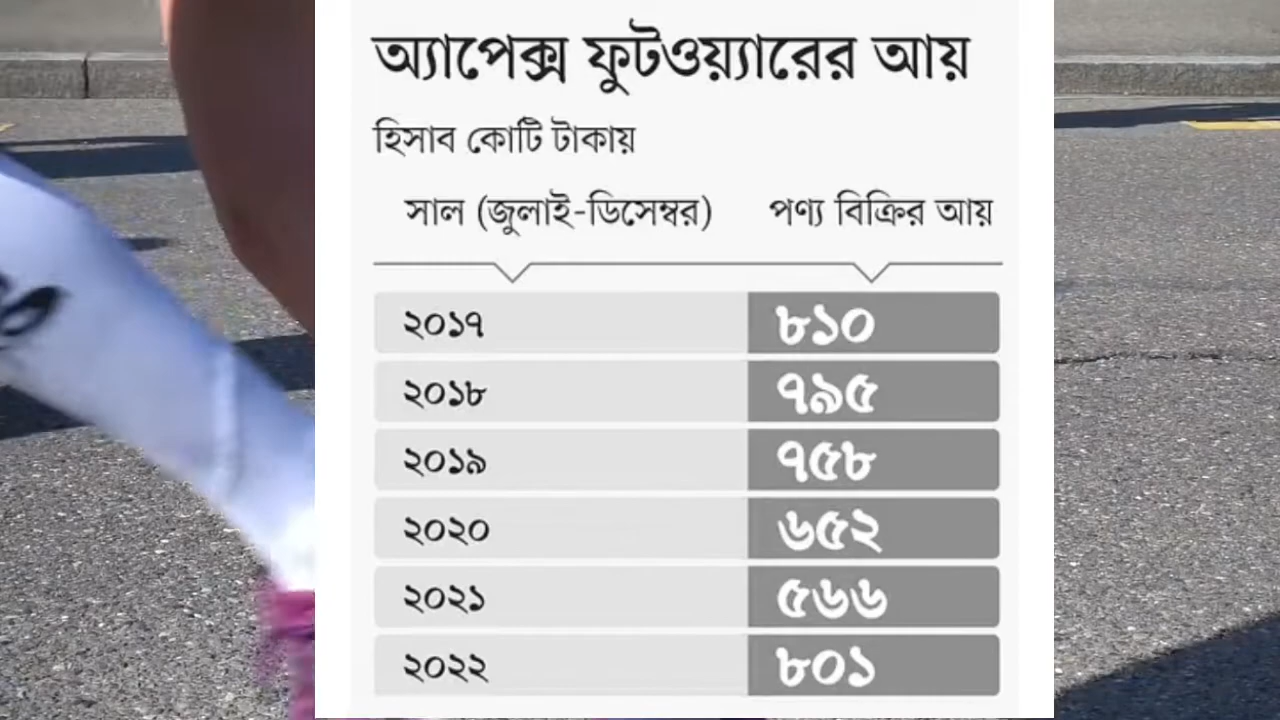 অ্যাপেক্স ফুটওয়্যারের আয়
হিসাব কোটি টাকায়
সাল (জুলাই-ডিসেম্বর) পণ্য বিক্রির আয়
২০১৭ ৮১০
২০১৮ ৭৯৫
২০১৯ ৭৫৮
২০২০ ৬৫২
২০২১ ৫৬৬
২০২২ ৮০১